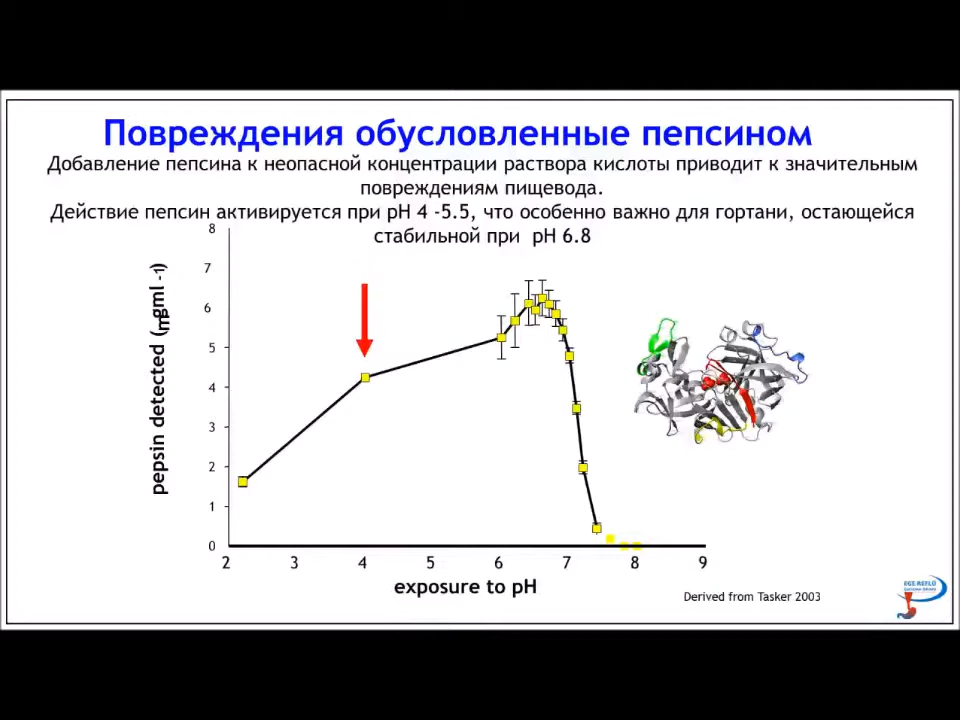 Повреждения обусловленные пепсином
Добавление пепсина к неопасной концентрации раствора кислоты приводит к значительным
повреждениям пищевода.
Действие пепсин активируется при pH 4 -5.5, что особенно важно для гортани, остающейся
стабильной при pH 6.8
pepsin detected (mgml -1)
8
7
6
5
4
3
2
1
0
2 3 4 5 6 7 8 9
exposure to pH
Derived from Tasker 2003
EGE REFLÜ